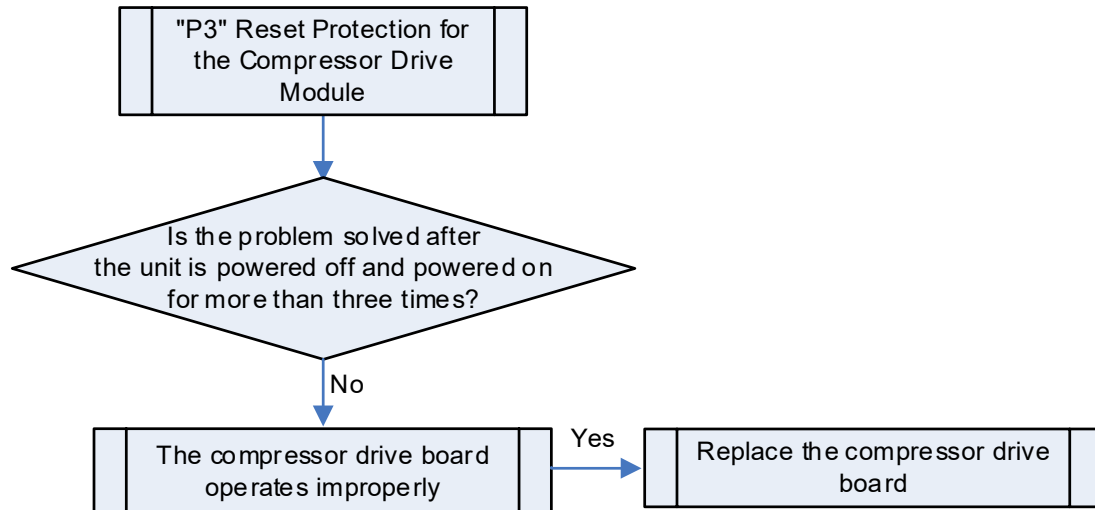 "P3" Reset Protection for
the Compressor Drive
Module
Is the problem solved after
the unit is powered off and powered on
for more than three times?
No
The compressor drive board
operates improperly
Yes
Replace the compressor drive
board